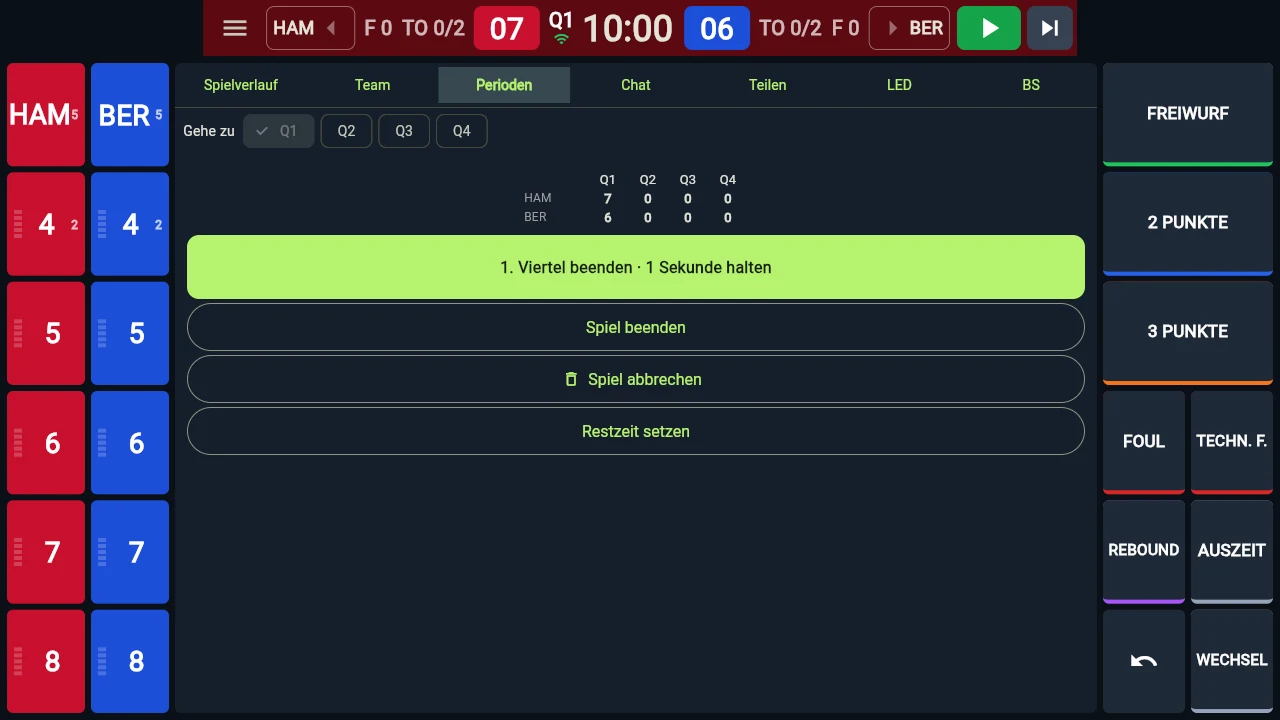 HAM F 0 TO 0/2 07 Q1 10:00 06 TO 0/2 F 0 BER
HAM 5 BER 5
4 2 4 2
5 5
6 6
7 7
8 8
Spielverlauf Team Perioden Chat Teilen LED BS
Gehe zu Q1 Q2 Q3 Q4
Q1 Q2 Q3 Q4
HAM 7 0 0 0
BER 6 0 0 0
1. Viertel beenden · 1 Sekunde halten
Spiel beenden
Spiel abbrechen
Restzeit setzen
FREIWURF
2 PUNKTE
3 PUNKTE
FOUL TECHN. F.
REBOUND AUSZEIT
WECHSEL